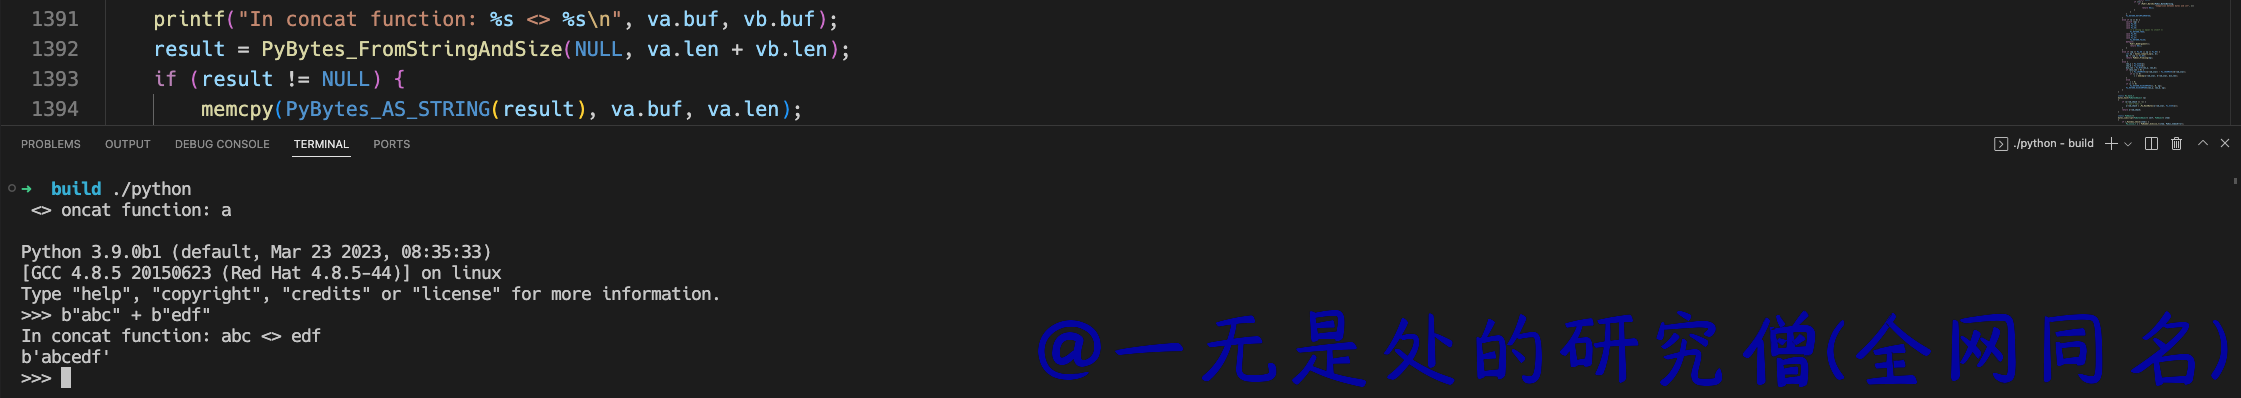 1391 printf("In concat function: %s <> %s\n", va.buf, vb.buf);
1392 result = PyBytes_FromStringAndSize(NULL, va.len + vb.len);
1393 if (result != NULL) {
1394 memcpy(PyBytes_AS_STRING(result), va.buf, va.len);
PROBLEMS OUTPUT DEBUG CONSOLE TERMINAL PORTS ./python - build
→ build ./python
<> oncat function: a
Python 3.9.0b1 (default, Mar 23 2023, 08:35:33)
[GCC 4.8.5 20150623 (Red Hat 4.8.5-44)] on linux
Type "help", "copyright", "credits" or "license" for more information.
>>> b"abc" + b"edf"
In concat function: abc <> edf
b'abcedf'
>>>
@一无是处的研究僧(全网同名)